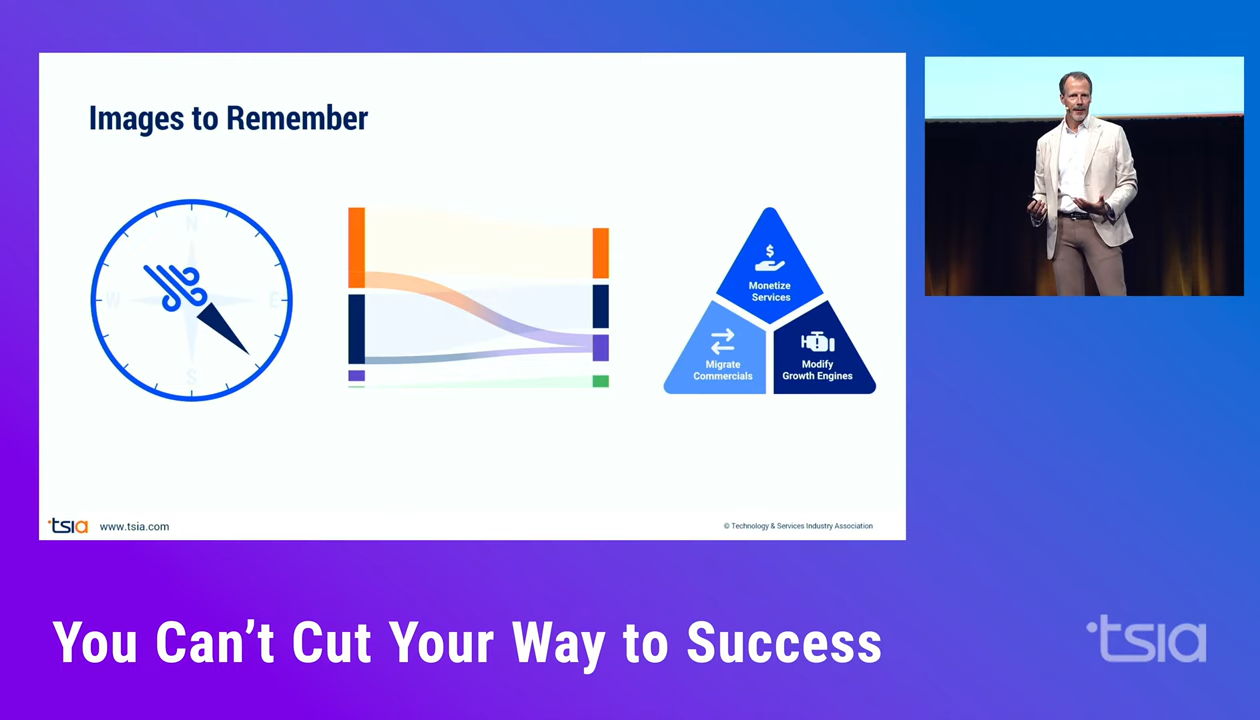 Images to Remember
N
W
E
S
$
Monetize
Services
Migrate
Commercials
Modify
Growth Engines
tsia www.tsia.com
© Technology & Services Industry Association
You Can't Cut Your Way to Success
tsia